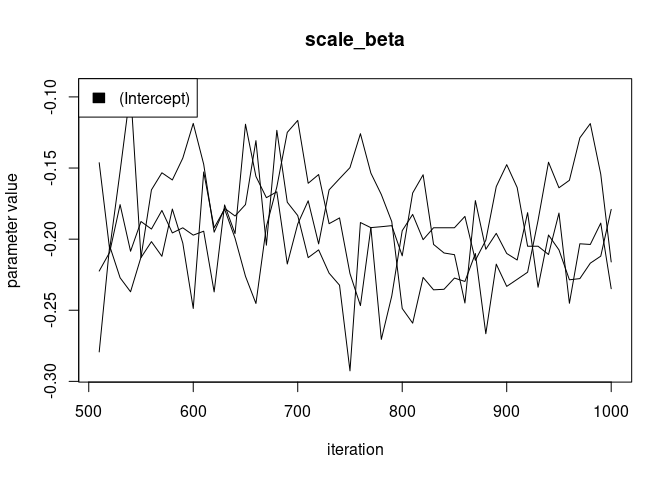 scale_beta
(Intercept)
parameter value
-0.10
-0.15
-0.20
-0.25
-0.30
500 600 700 800 900 1000
iteration